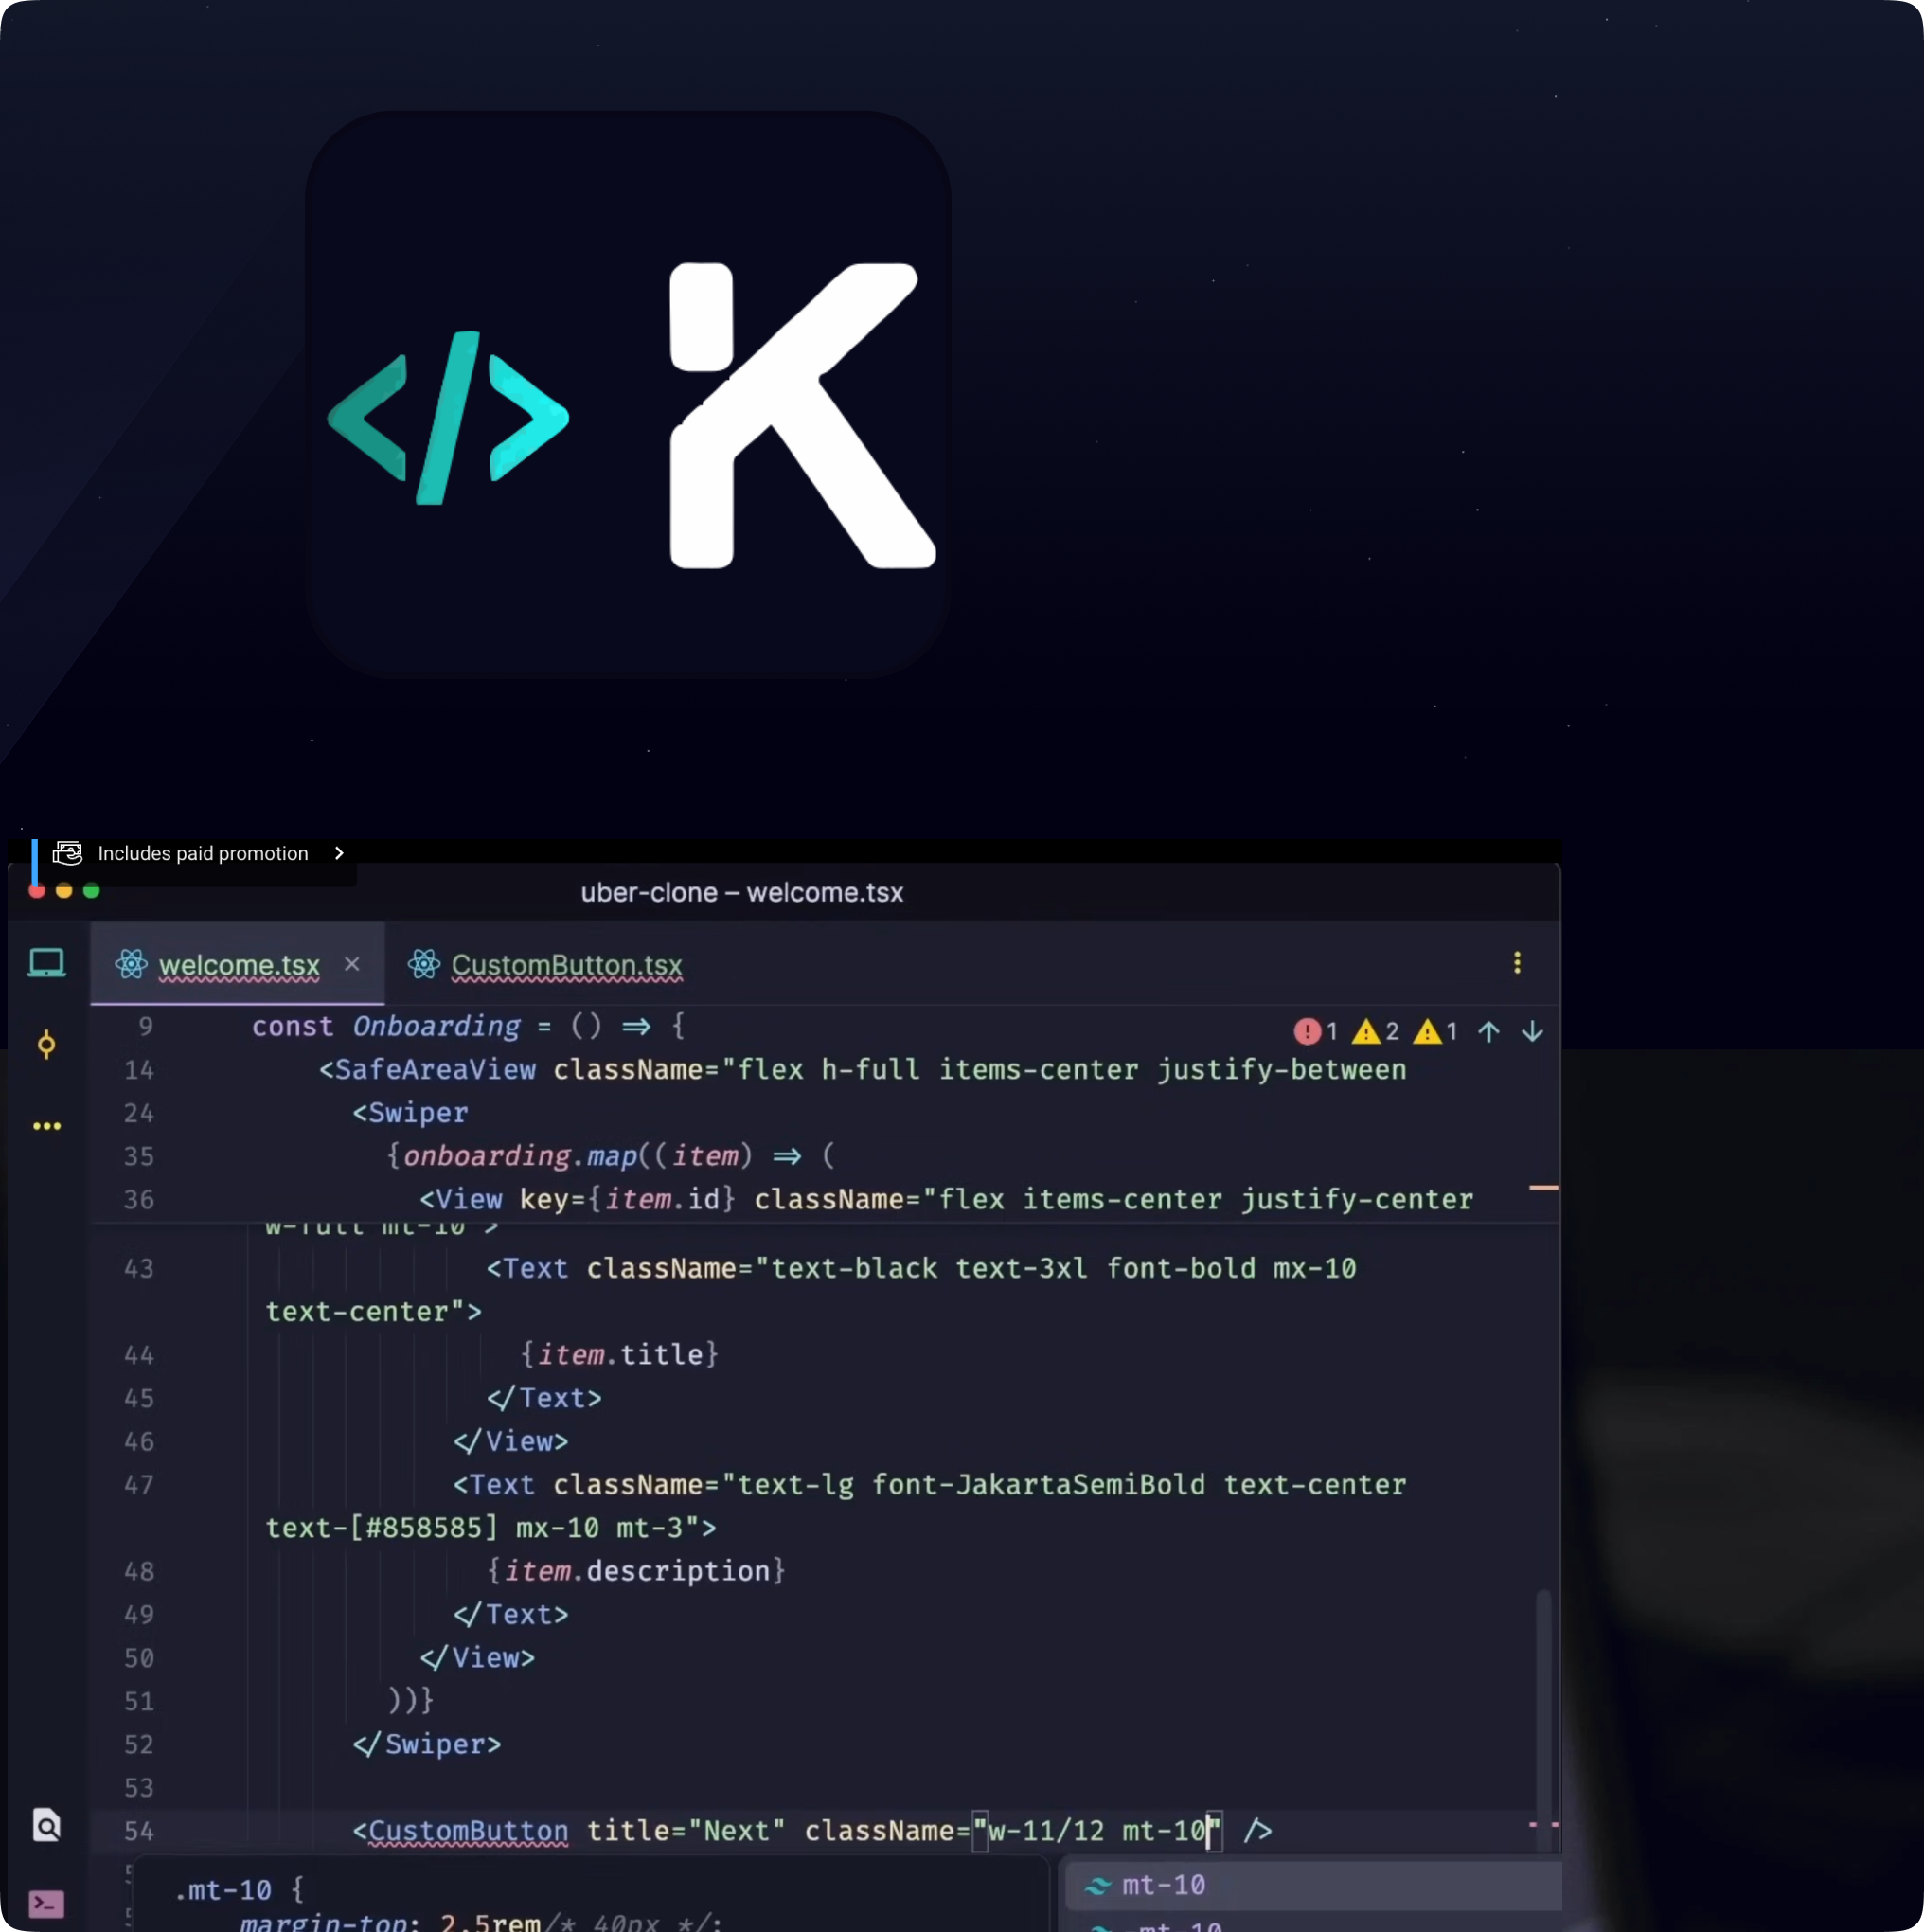 </> K
Includes paid promotion
uber-clone – welcome.tsx
welcome.tsx × CustomButton.tsx
9 const Onboarding = () => {
1 2 1
14 <SafeAreaView className="flex h-full items-center justify-between
24 <Swiper
35 {onboarding.map((item) => (
36 <View key={item.id} className="flex items-center justify-center
w-full mt-10">
43 <Text className="text-black text-3xl font-bold mx-10
text-center">
44 {item.title}
45 </Text>
46 </View>
47 <Text className="text-lg font-JakartaSemiBold text-center
text-[#858585] mx-10 mt-3">
48 {item.description}
49 </Text>
50 </View>
51 ))}
52 </Swiper>
53
54 <CustomButton title="Next" className="w-11/12 mt-10" />
.mt-10 {
mt-10
margin-top: 2.5rem/* 40px */;
-mt-10